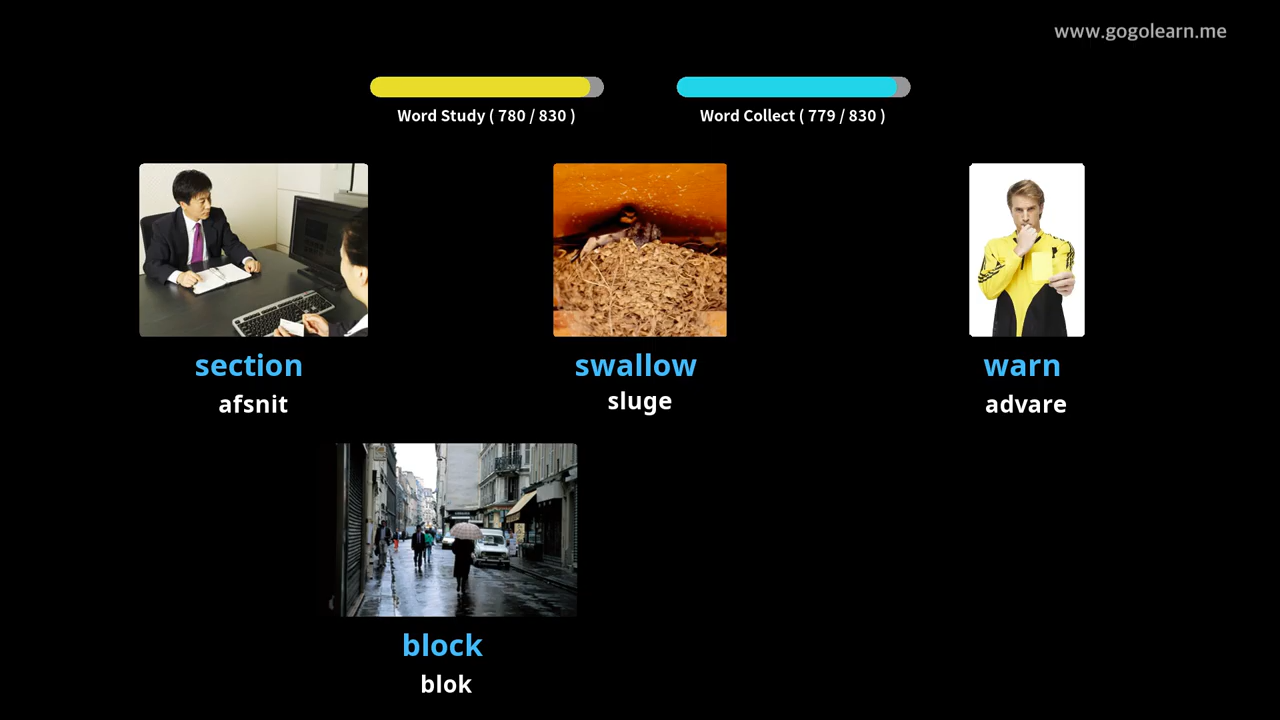 www.gogolearn.me
Word Study ( 780 / 830 )
Word Collect ( 779 / 830 )
section
swallow
warn
afsnit
sluge
advare
block
blok